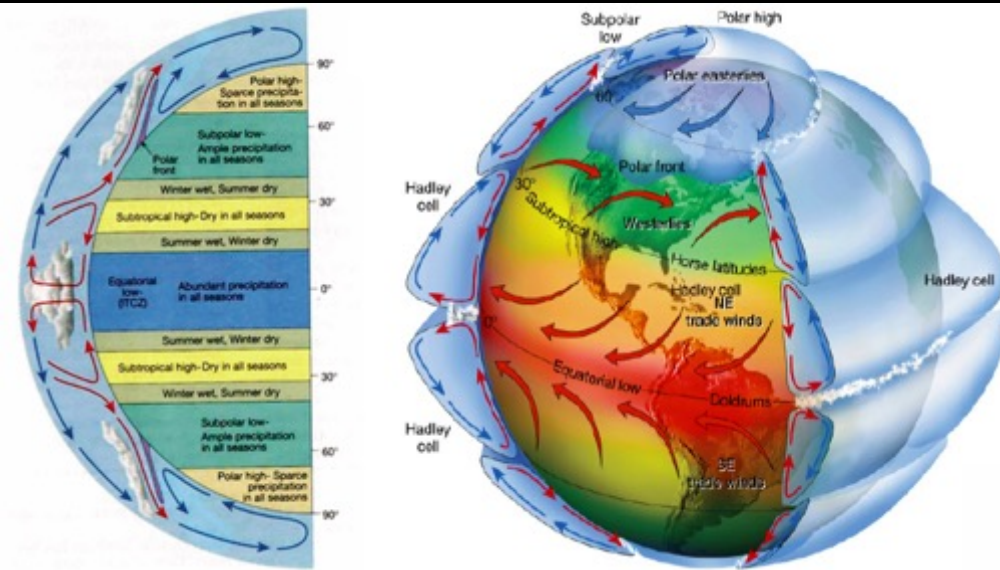 90°
Polar high-
Sparce precipita-
tion in all seasons
60°
Subpolar low-
Ample precipitation
in all seasons
Polar
front
Winter wet, Summer dry
30°
Subtropical high-Dry in all seasons
Summer wet, Winter dry
Equatorial
low-
(ITCZ)
Abundant precipitation
in all seasons
0°
Summer wet, Winter dry
Subtropical high-Dry in all seasons
30°
Winter wet, Summer dry
Subpolar low-
Ample precipitation
in all seasons
60°
Polar high- Sparce
precipitation
in all seasons
90°
Subpolar
low
Polar high
Polar easterlies
60°
Polar front
Hadley
cell
30°
Subtropical high
Westerlies
Horse latitudes
Hadley cell
Hadley cell
NE
trade winds
0°
Equatorial low
Doldrums
Hadley
cell
SE
trade winds